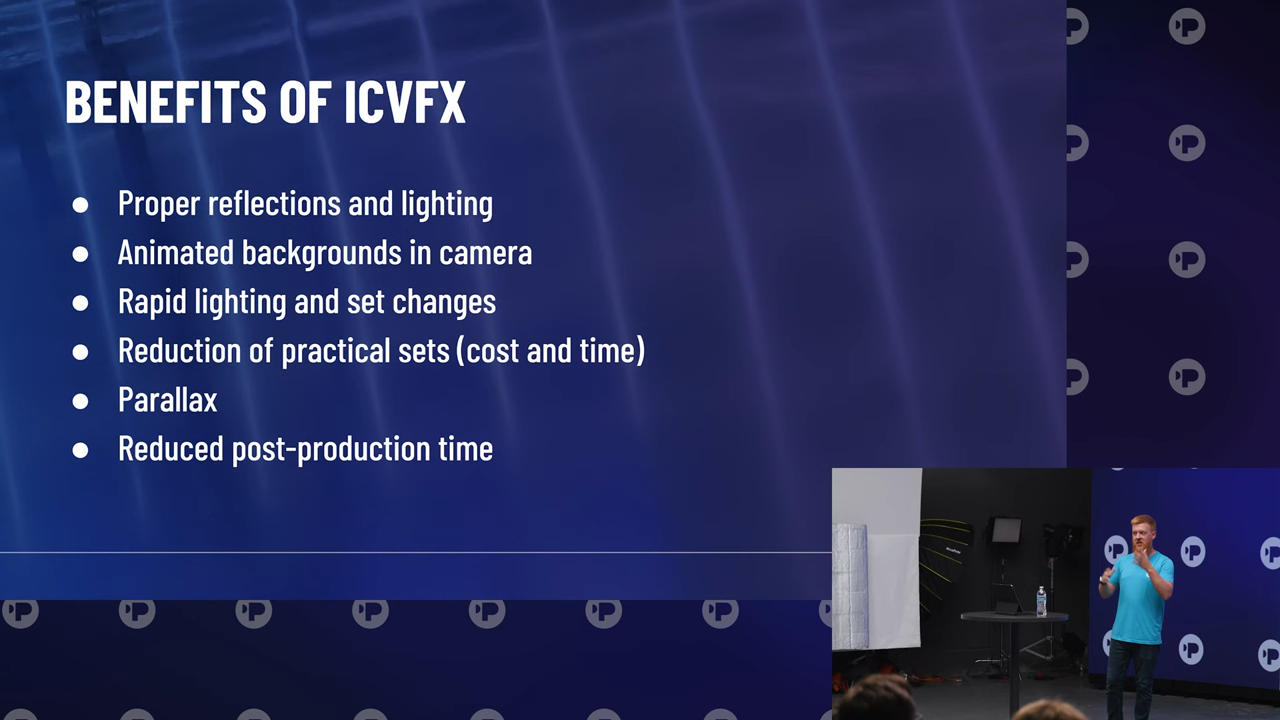 BENEFITS OF ICVFX
● Proper reflections and lighting
● Animated backgrounds in camera
● Rapid lighting and set changes
● Reduction of practical sets (cost and time)
● Parallax
● Reduced post-production time